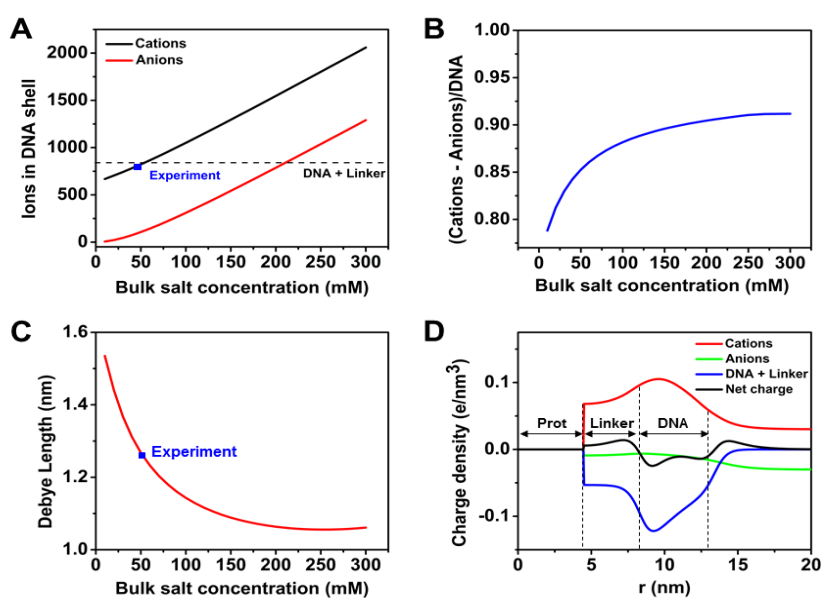 A
Ions in DNA shell
2000
1500
1000
500
0
Cations
Anions
Experiment
DNA + Linker
0 50 100 150 200 250 300
Bulk salt concentration (mM)
B
(Cations - Anions)/DNA
1.00
0.95
0.90
0.85
0.80
0 50 100 150 200 250 300
Bulk salt concentration (mM)
C
Debye Length (nm)
1.6
1.4
1.2
1.0
Experiment
0 50 100 150 200 250 300
Bulk salt concentration (mM)
D
Charge density (e/nm³)
0.1
0.0
-0.1
Cations
Anions
DNA + Linker
Net charge
Prot Linker DNA
0 5 10 15 20
r (nm)